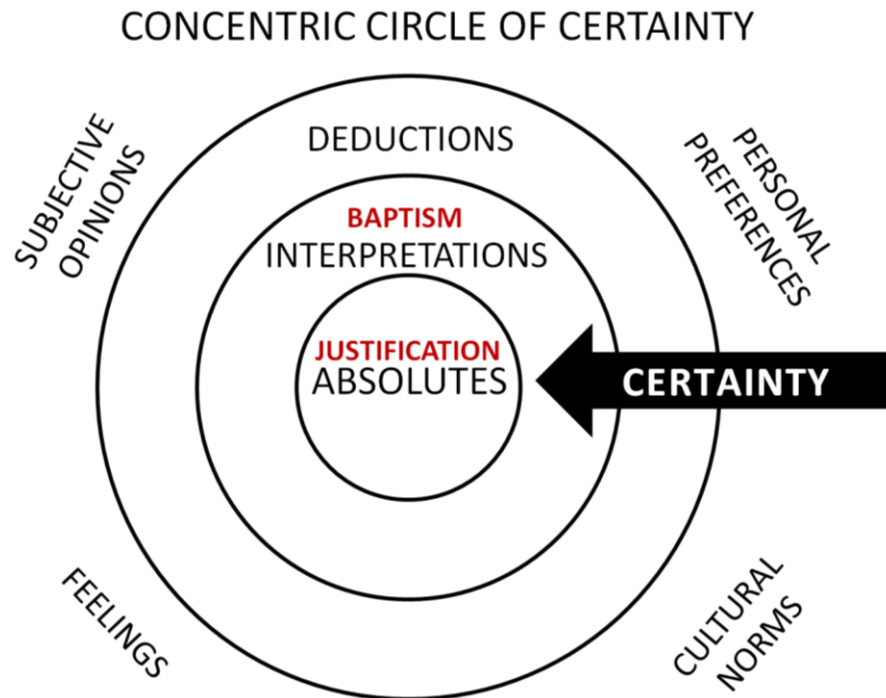 CONCENTRIC CIRCLE OF CERTAINTY
SUBJECTIVE
OPINIONS
DEDUCTIONS
PERSONAL
PREFERENCES
BAPTISM
INTERPRETATIONS
JUSTIFICATION
ABSOLUTES
CERTAINTY
FEELINGS
CULTURAL
NORMS